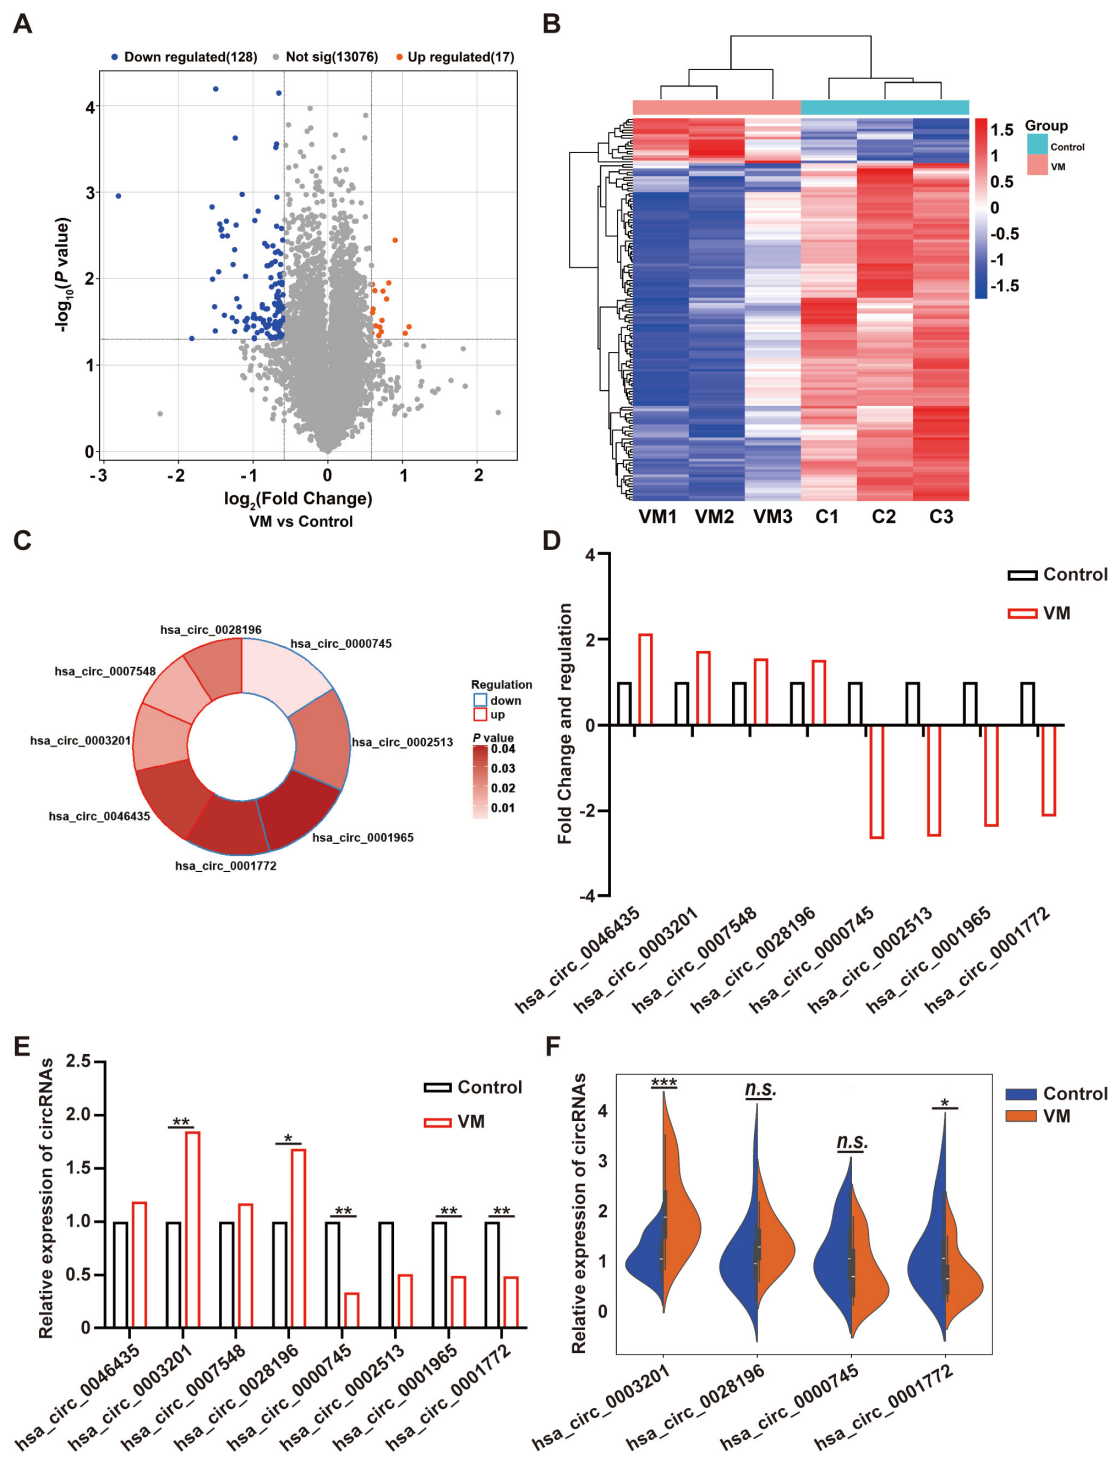 A
Down regulated(128)
Not sig(13076)
Up regulated(17)
-log10(P value)
4
3
2
1
0
-3
-2
-1
0
1
2
log2(Fold Change)
VM vs Control
B
1.5
1
0.5
0
-0.5
-1
-1.5
Group
Control
VM
VM1
VM2
VM3
C1
C2
C3
C
hsa_circ_0028196
hsa_circ_0000745
hsa_circ_0007548
hsa_circ_0003201
hsa_circ_0002513
hsa_circ_0046435
hsa_circ_0001965
hsa_circ_0001772
Regulation
down
up
P value
0.04
0.03
0.02
0.01
D
Fold Change and regulation
4
2
0
-2
-4
Control
VM
hsa_circ_0046435
hsa_circ_0003201
hsa_circ_0007548
hsa_circ_0028196
hsa_circ_0000745
hsa_circ_0002513
hsa_circ_0001965
hsa_circ_0001772
E
Relative expression of circRNAs
2.5
2.0
1.5
1.0
0.5
0
Control
VM
**
*
**
**
**
hsa_circ_0046435
hsa_circ_0003201
hsa_circ_0007548
hsa_circ_0028196
hsa_circ_0000745
hsa_circ_0002513
hsa_circ_0001965
hsa_circ_0001772
F
Relative expression of circRNAs
4
3
2
1
0
***
n.s.
n.s.
*
Control
VM
hsa_circ_0003201
hsa_circ_0028196
hsa_circ_0000745
hsa_circ_0001772